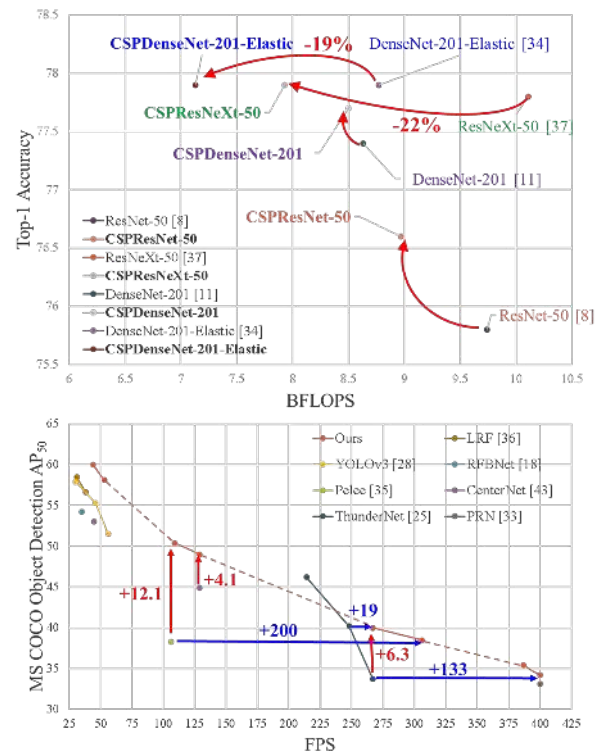 78.5
78
77.5
77
76.5
76
75.5
Top-1 Accuracy
CSPDenseNet-201-Elastic
-19%
DenseNet-201-Elastic [34]
CSPResNeXt-50
-22%
ResNeXt-50 [37]
CSPDenseNet-201
DenseNet-201 [11]
CSPResNet-50
ResNet-50 [8]
ResNet-50 [8]
CSPResNet-50
ResNeXt-50 [37]
CSPResNeXt-50
DenseNet-201 [11]
CSPDenseNet-201
DenseNet-201-Elastic [34]
CSPDenseNet-201-Elastic
6 6.5 7 7.5 8 8.5 9 9.5 10 10.5
BFLOPS
65
60
55
50
45
40
35
30
MS COCO Object Detection AP50
Ours LRF [36]
YOLOv3 [28] RFBNet [18]
Pelee [35] CenterNet [43]
ThunderNet [25] PRN [33]
+12.1
+4.1
+19
+200
+6.3
+133
25 50 75 100 125 150 175 200 225 250 275 300 325 350 375 400 425
FPS